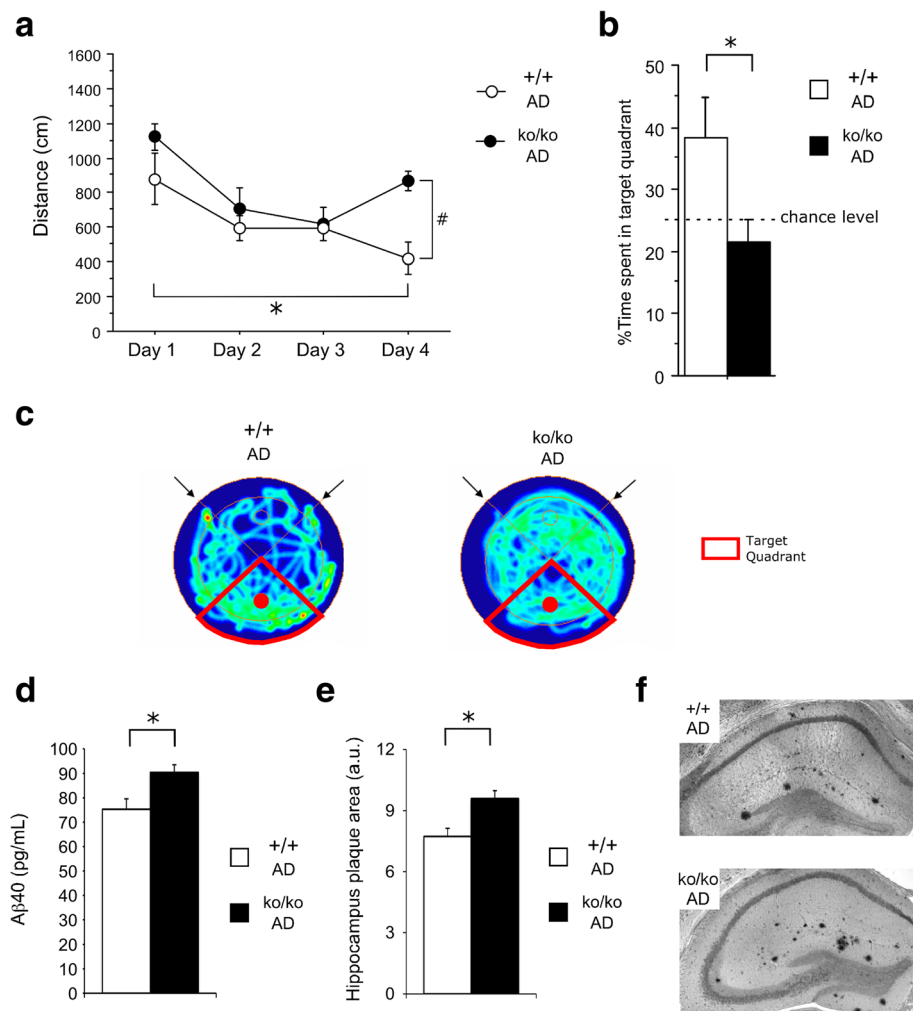 a
1600
1400
1200
1000
800
600
400
200
0
Distance (cm)
Day 1
Day 2
Day 3
Day 4
*
#
+/+
AD
ko/ko
AD
b
50
40
30
20
10
0
%Time spent in target quadrant
*
chance level
+/+
AD
ko/ko
AD
c
+/+
AD
ko/ko
AD
Target
Quadrant
d
100
90
80
70
60
50
40
30
20
10
0
Aβ40 (pg/mL)
*
+/+
AD
ko/ko
AD
e
12
9
6
3
0
Hippocampus plaque area (a.u.)
*
+/+
AD
ko/ko
AD
f
+/+
AD
ko/ko
AD